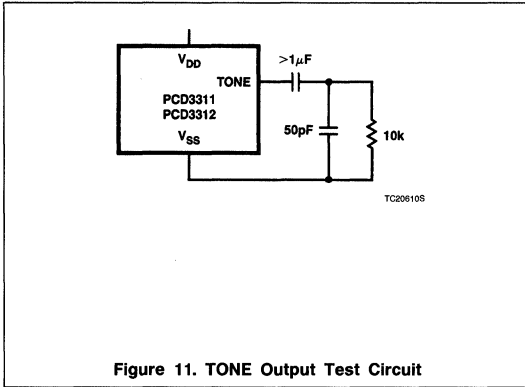 V_DD
>1μF
TONE
PCD3311
PCD3312
V_SS
50pF
10k
TC20610S
Figure 11. TONE Output Test Circuit